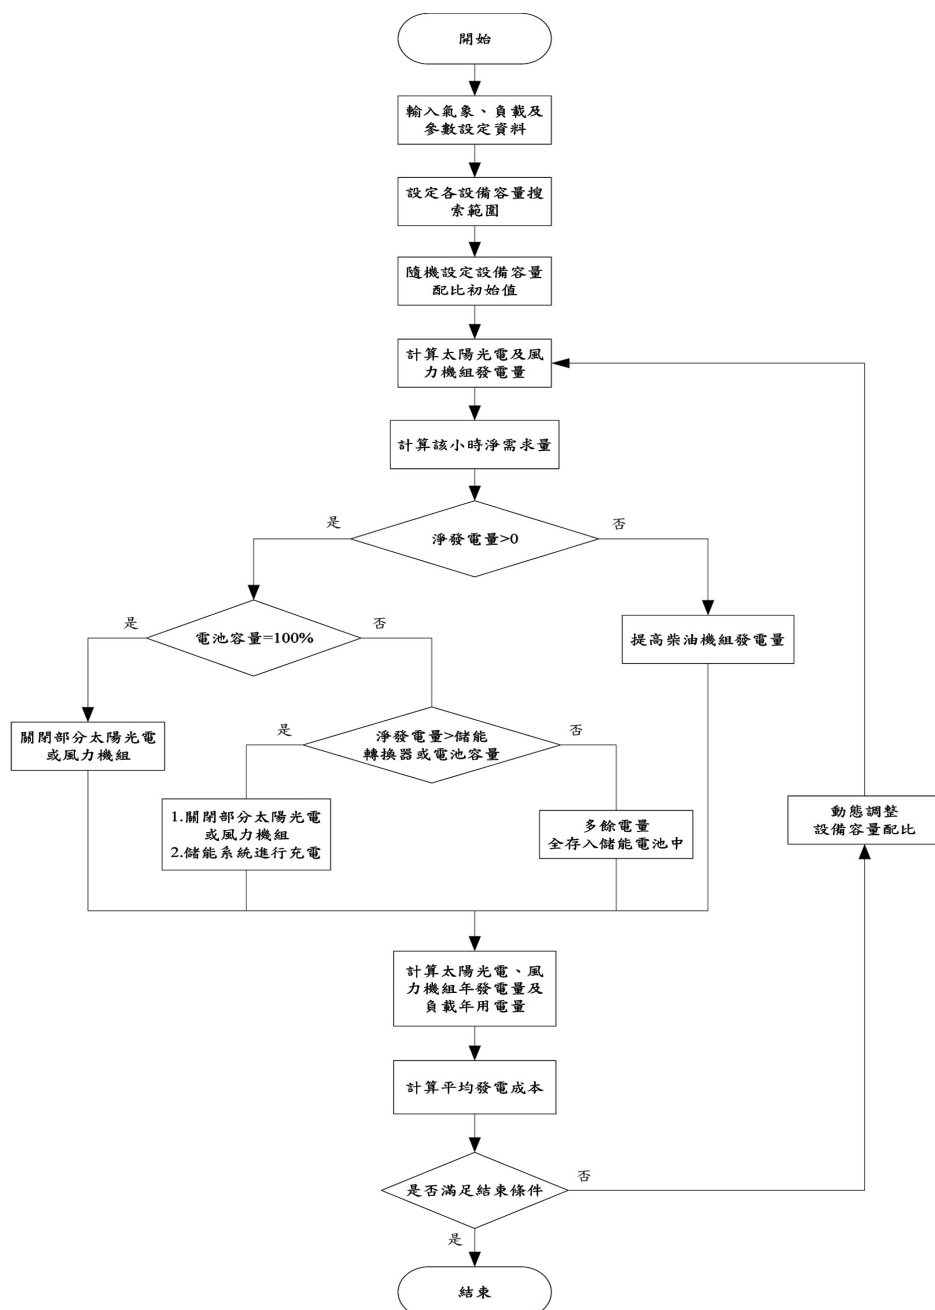 開始
輸入氣象、負載及
參數設定資料
設定各設備容量搜
索範圍
隨機設定設備容量
配比初始值
計算太陽光電及風
力機組發電量
計算該小時淨需求量
是
否
淨發電量>0
是
否
電池容量=100%
提高柴油機組發電量
關閉部分太陽光電
或風力機組
是
否
淨發電量>儲能
轉換器或電池容量
1.關閉部分太陽光電
或風力機組
2.儲能系統進行充電
多餘電量
全存入儲能電池中
動態調整
設備容量配比
計算太陽光電、風
力機組年發電量及
負載年用電量
計算平均發電成本
是否滿足結束條件
否
是
結束